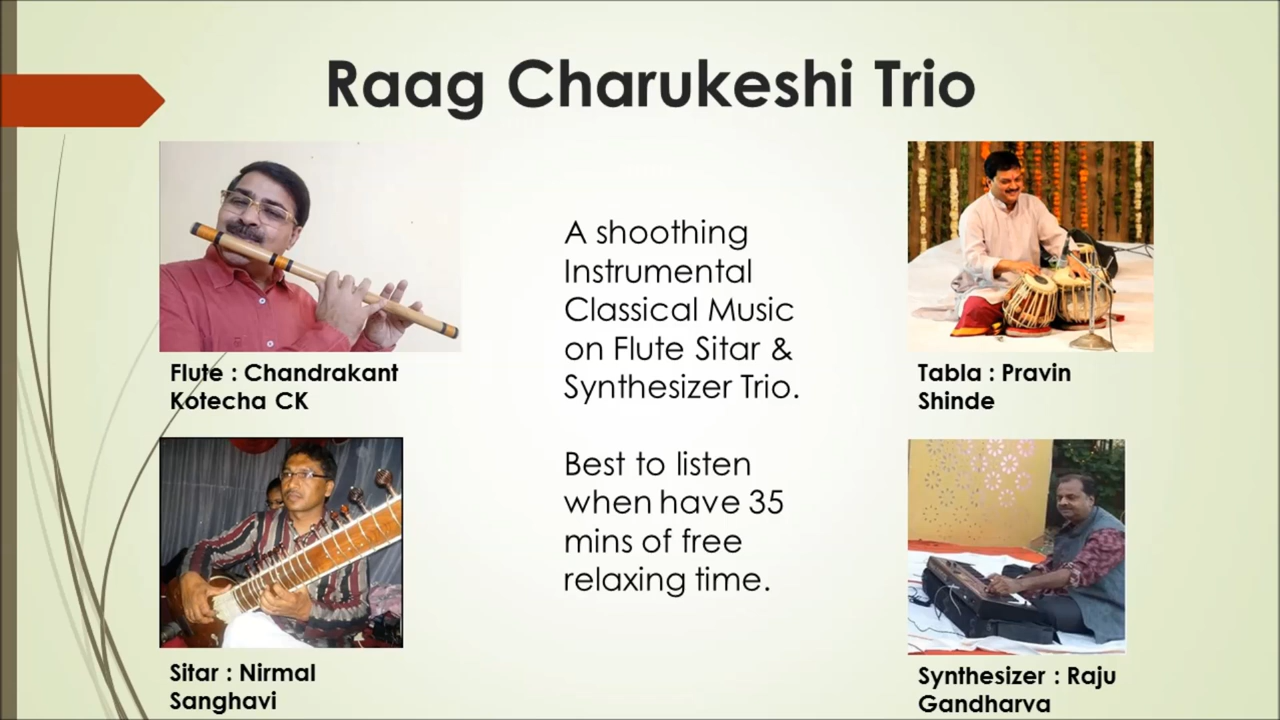 Raag Charukeshi Trio
Flute : Chandrakant
Kotecha CK
A shoothing
Instrumental
Classical Music
on Flute Sitar &
Synthesizer Trio.
Best to listen
when have 35
mins of free
relaxing time.
Tabla : Pravin
Shinde
Sitar : Nirmal
Sanghavi
Synthesizer : Raju
Gandharva